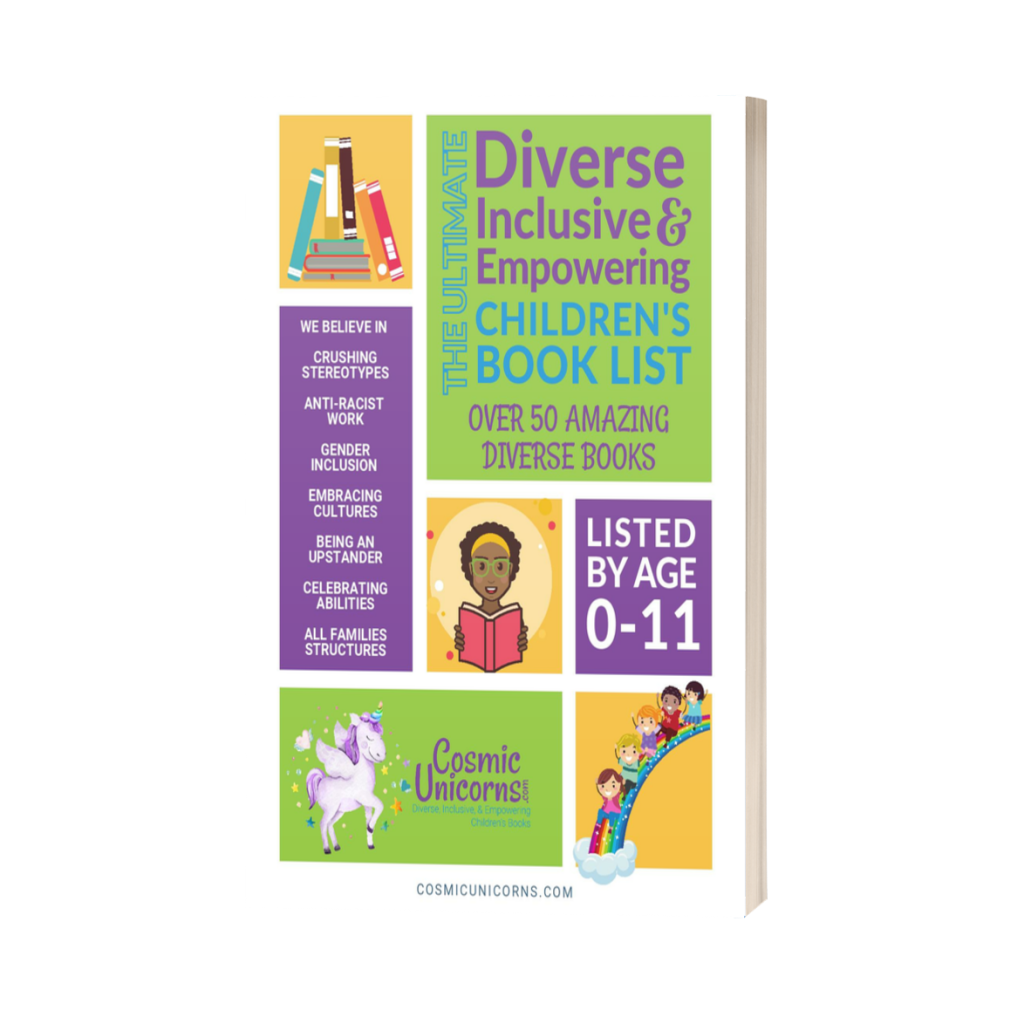 THE ULTIMATE
Diverse
Inclusive &
Empowering
CHILDREN'S
BOOK LIST
OVER 50 AMAZING
DIVERSE BOOKS
WE BELIEVE IN
CRUSHING
STEREOTYPES
ANTI-RACIST
WORK
GENDER
INCLUSION
EMBRACING
CULTURES
BEING AN
UPSTANDER
CELEBRATING
ABILITIES
ALL FAMILIES
STRUCTURES
LISTED
BY AGE
0-11
Cosmic
Unicorns.com
Diverse, Inclusive & Empowering
Children's Books
COSMICUNICORNS.COM